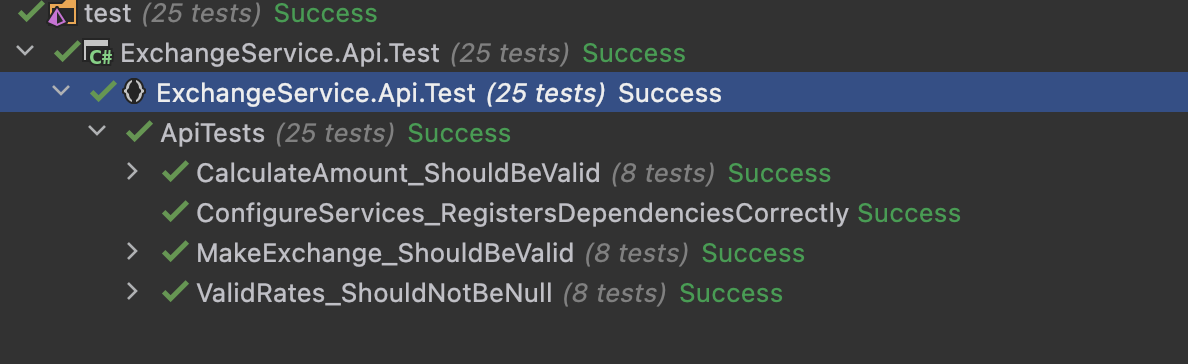 test (25 tests) Success
C# ExchangeService.Api.Test (25 tests) Success
ExchangeService.Api.Test (25 tests) Success
ApiTests (25 tests) Success
CalculateAmount_ShouldBeValid (8 tests) Success
ConfigureServices_RegistersDependenciesCorrectly Success
MakeExchange_ShouldBeValid (8 tests) Success
ValidRates_ShouldNotBeNull (8 tests) Success